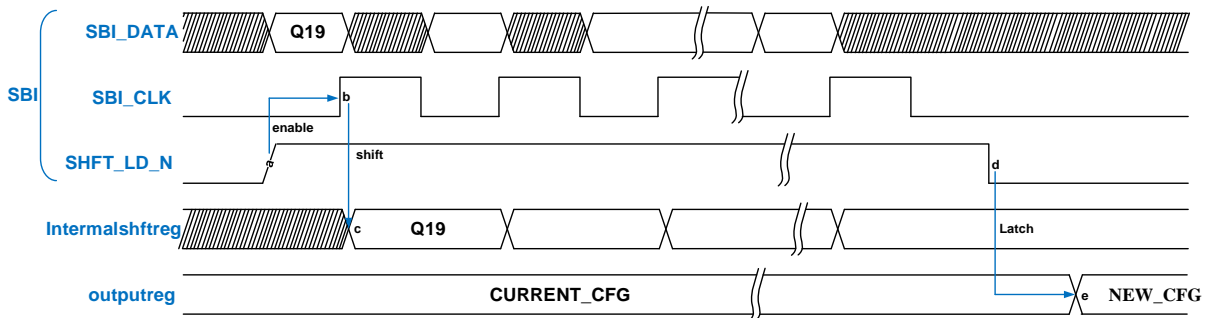 SBI
SBI_DATA
Q19
SBI_CLK
b
enable
SHFT_LD_N
a
shift
d
Intermalshftreg
c
Q19
Latch
outputreg
CURRENT_CFG
e
NEW_CFG